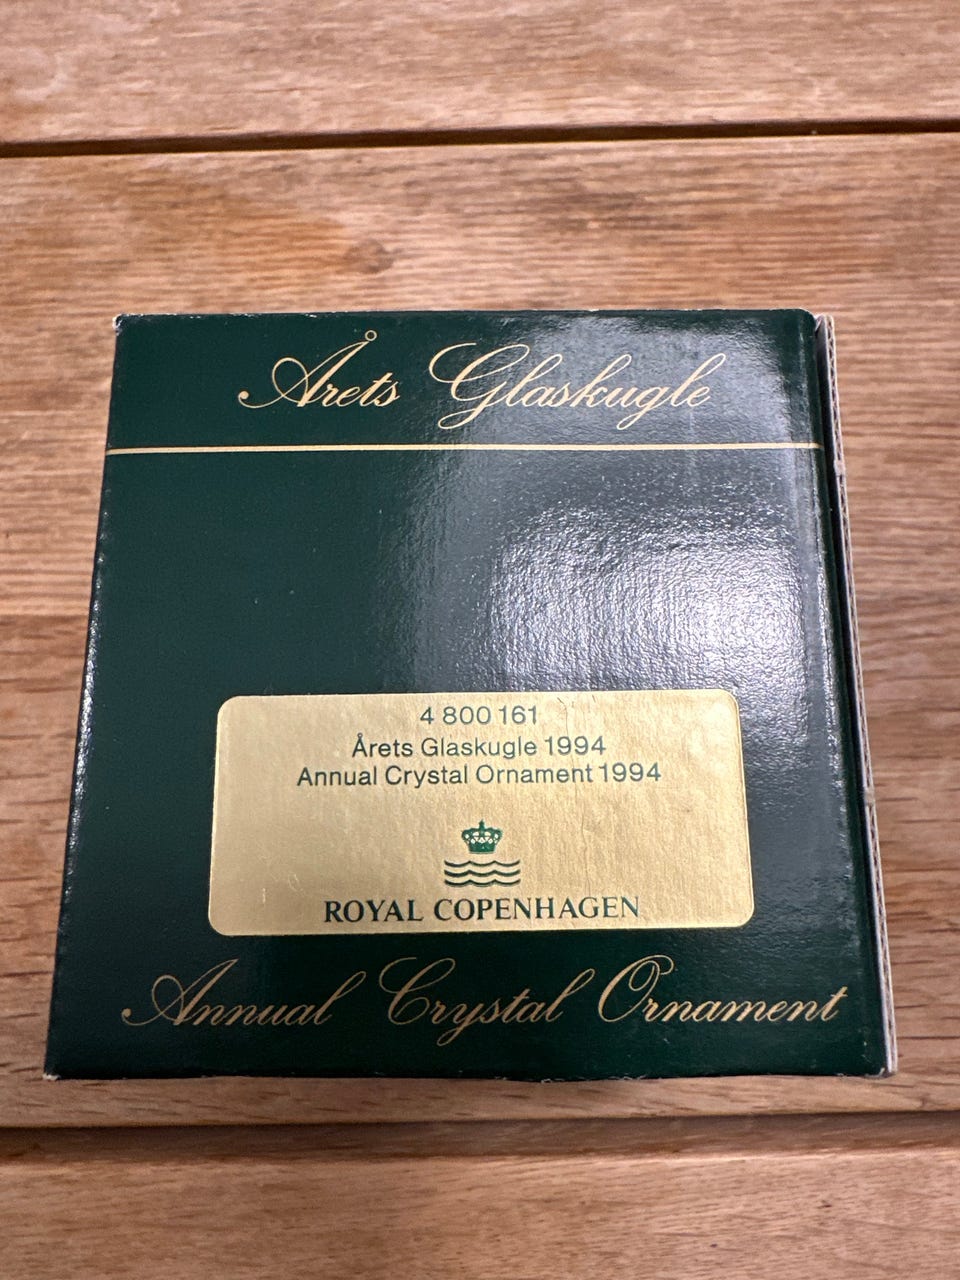 Årets Glaskugle
4 800 161
Årets Glaskugle 1994
Annual Crystal Ornament 1994
ROYAL COPENHAGEN
Annual Crystal Ornament